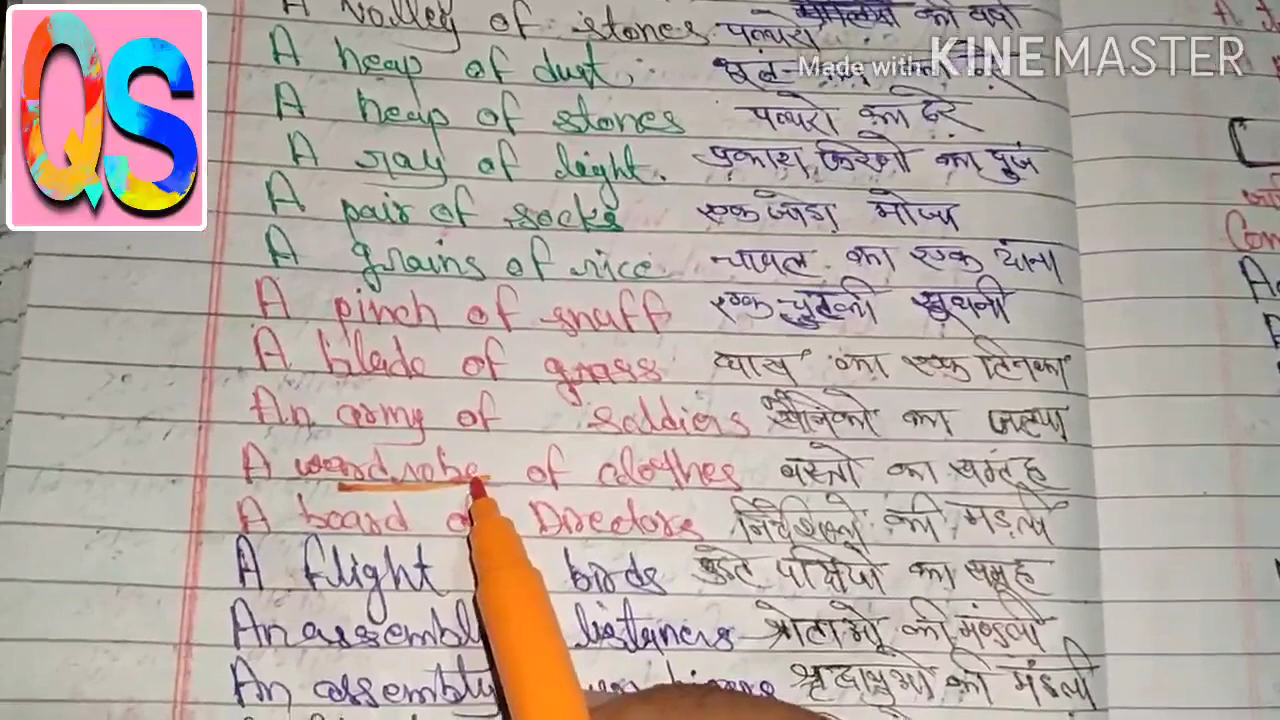 QS
Made with KINEMASTER
A volley of stones पत्थरो की वर्षा
A heap of dust.
A heap of stones पत्थरो का ढेर
A ray of light. प्रकाश किरणो का पुंज
A pair of socks एक जोडा मोजा
A grains of rice चावल का एक दाना
A pinch of snuff एक चुटकी सुंघनी
A blade of grass घास का एक तिनका
An army of soldiers सैनिको का जत्था
A wardrobe of clothes वस्त्रो का समूह
A board of Directors निर्देशको की मंडली
A flight birds उडते पक्षियो का समूह
An assembly listaners श्रोताओ की मंडली
An assembly श्रद्धालुओ की मंडली
Con